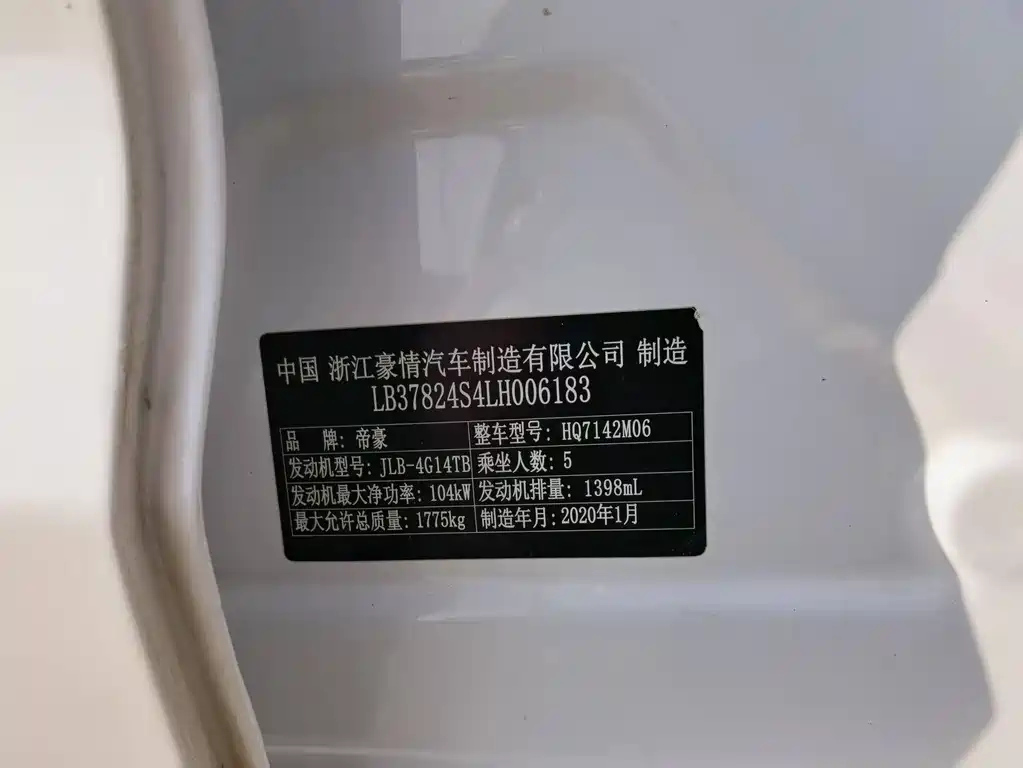 中国 浙江豪情汽车制造有限公司 制造
LB37824S4LH006183
品 牌: 帝豪 整车型号: HQ7142M06
发动机型号: JLB-4G14TB 乘坐人数: 5
发动机最大净功率: 104kW 发动机排量: 1398mL
最大允许总质量: 1775kg 制造年月: 2020年1月